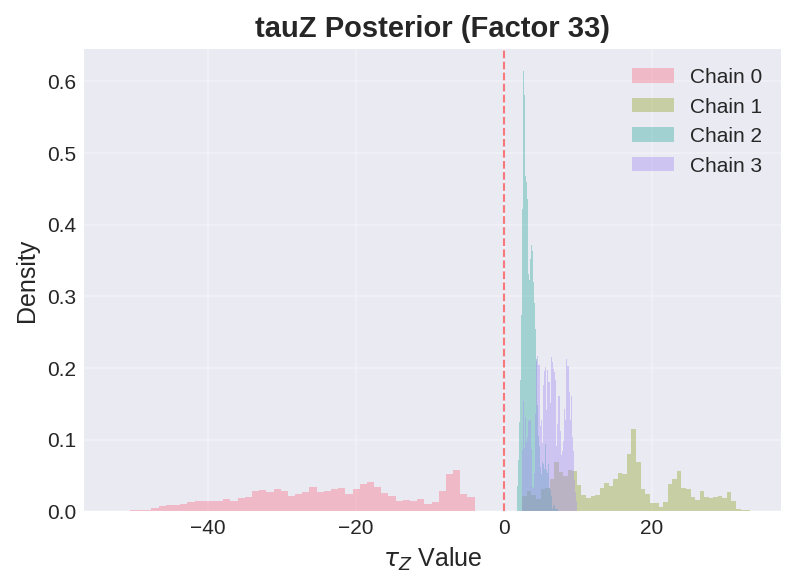 tauZ Posterior (Factor 33)
Chain 0
Chain 1
Chain 2
Chain 3
Density
0.6
0.5
0.4
0.3
0.2
0.1
0.0
−40
−20
0
20
τ_Z Value